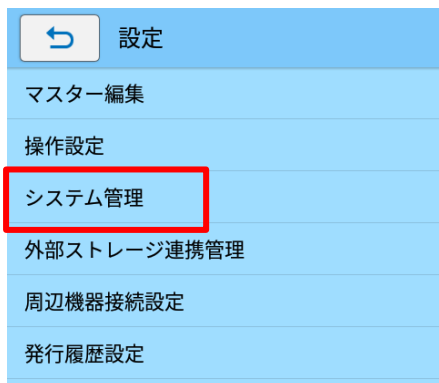 設定
マスター編集
操作設定
システム管理
外部ストレージ連携管理
周辺機器接続設定
発行履歴設定